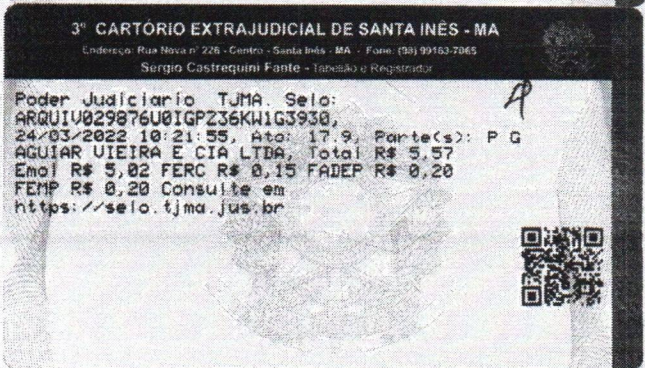 3º CARTÓRIO EXTRAJUDICIAL DE SANTA INÊS - MA
Endereço: Rua Nova nº 226 - Centro - Santa Inês - MA - Fone: (98) 99163-7065
Sergio Castrequini Fante - Tabelião e Registrador
Poder Judiciario TJMA. Selo:
ARQUIV029876U0IGPZ36KW1G3930,
24/03/2022 10:21:55, Ato: 17.9, Parte(s): P G
AGUIAR VIEIRA E CIA LTDA, Total R$ 5,57
Emol R$ 5,02 FERC R$ 0,15 FADEP R$ 0,20
FEMP R$ 0,20 Consulte em
https://selo.tjma.jus.br